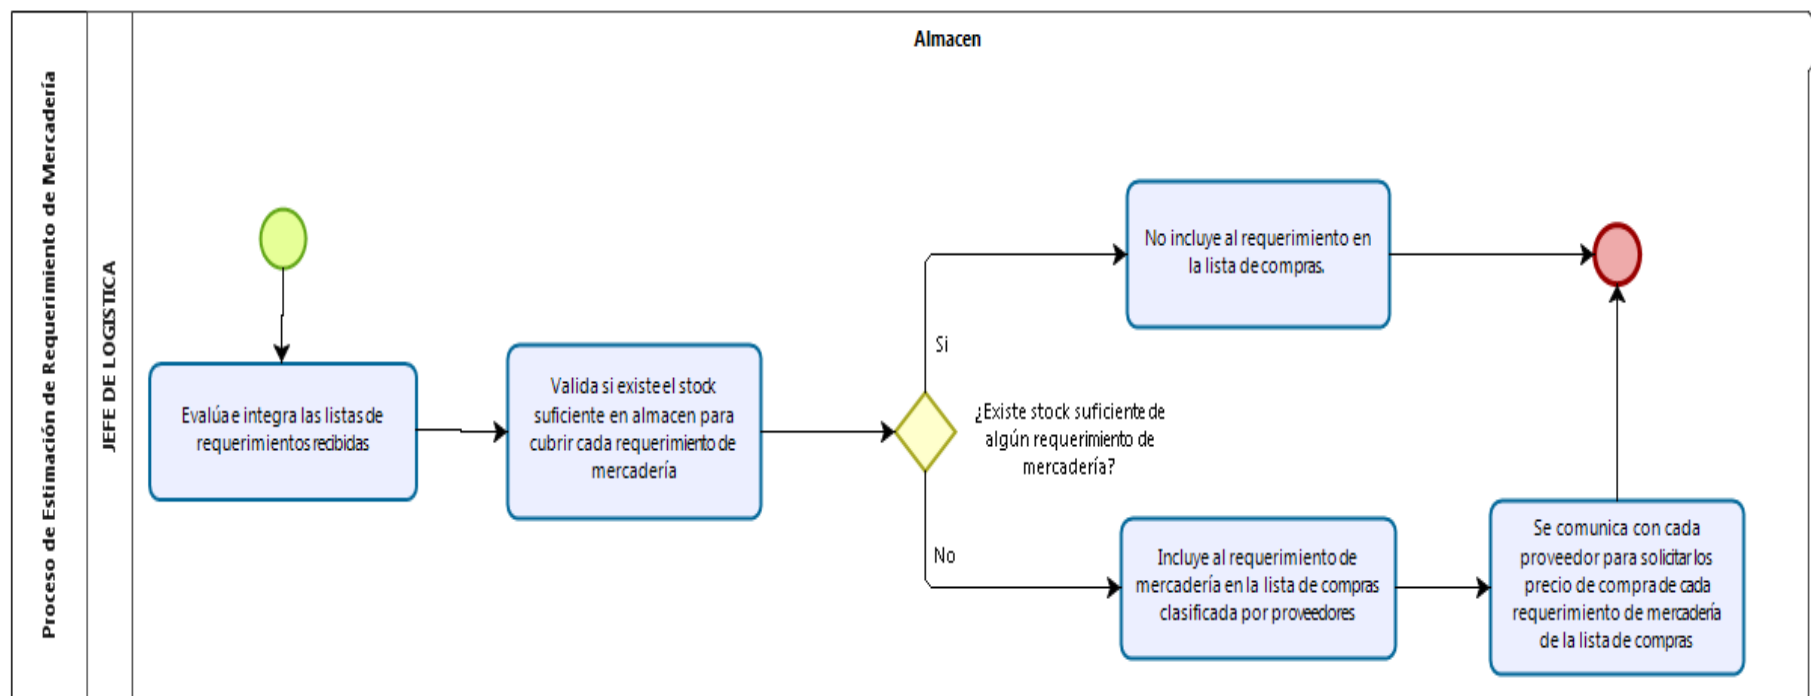 Almacen
Proceso de Estimación de Requerimiento de Mercadería
JEFE DE LOGISTICA
Evalúa e integra las listas de
requerimientos recibidas
Valida si existe el stock
suficiente en almacen para
cubrir cada requerimiento de
mercadería
¿Existe stock suficiente de
algún requerimiento de
mercadería?
Si
No incluye al requerimiento en
la lista de compras.
No
Incluye al requerimiento de
mercadería en la lista de compras
clasificada por proveedores
Se comunica con cada
proveedor para solicitar los
precio de compra de cada
requerimiento de mercadería
de la lista de compras